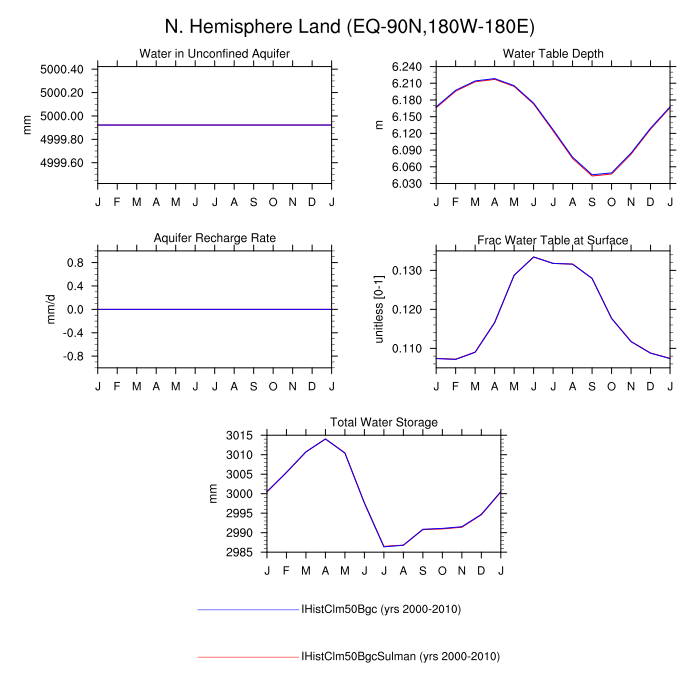 N. Hemisphere Land (EQ-90N,180W-180E)
Water in Unconfined Aquifer
5000.40
5000.20
5000.00
4999.80
4999.60
mm
J F M A M J J A S O N D J
Water Table Depth
6.240
6.210
6.180
6.150
6.120
6.090
6.060
6.030
m
J F M A M J J A S O N D J
Aquifer Recharge Rate
0.8
0.4
0.0
-0.4
-0.8
mm/d
J F M A M J J A S O N D J
Frac Water Table at Surface
0.130
0.120
0.110
unitless [0-1]
J F M A M J J A S O N D J
Total Water Storage
3015
3010
3005
3000
2995
2990
2985
mm
J F M A M J J A S O N D J
IHistClm50Bgc (yrs 2000-2010)
IHistClm50BgcSulman (yrs 2000-2010)